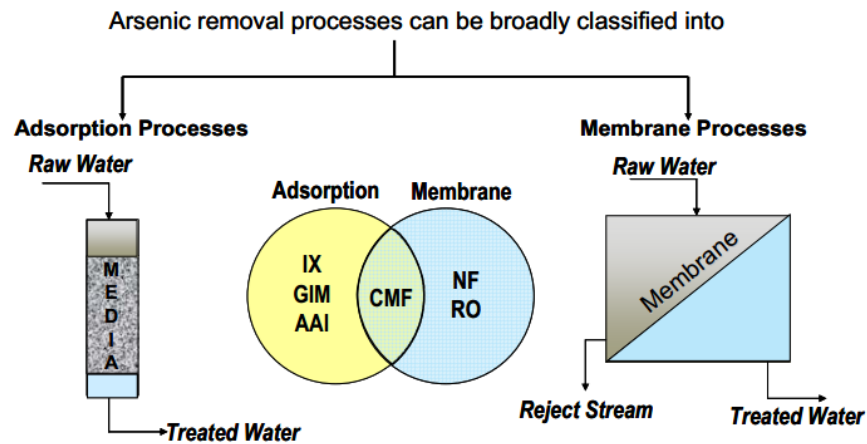 Arsenic removal processes can be broadly classified into
Adsorption Processes
Membrane Processes
Raw Water
Raw Water
Adsorption
Membrane
MEDIA
IX
GIM
AAI
CMF
NF
RO
Membrane
Treated Water
Reject Stream
Treated Water